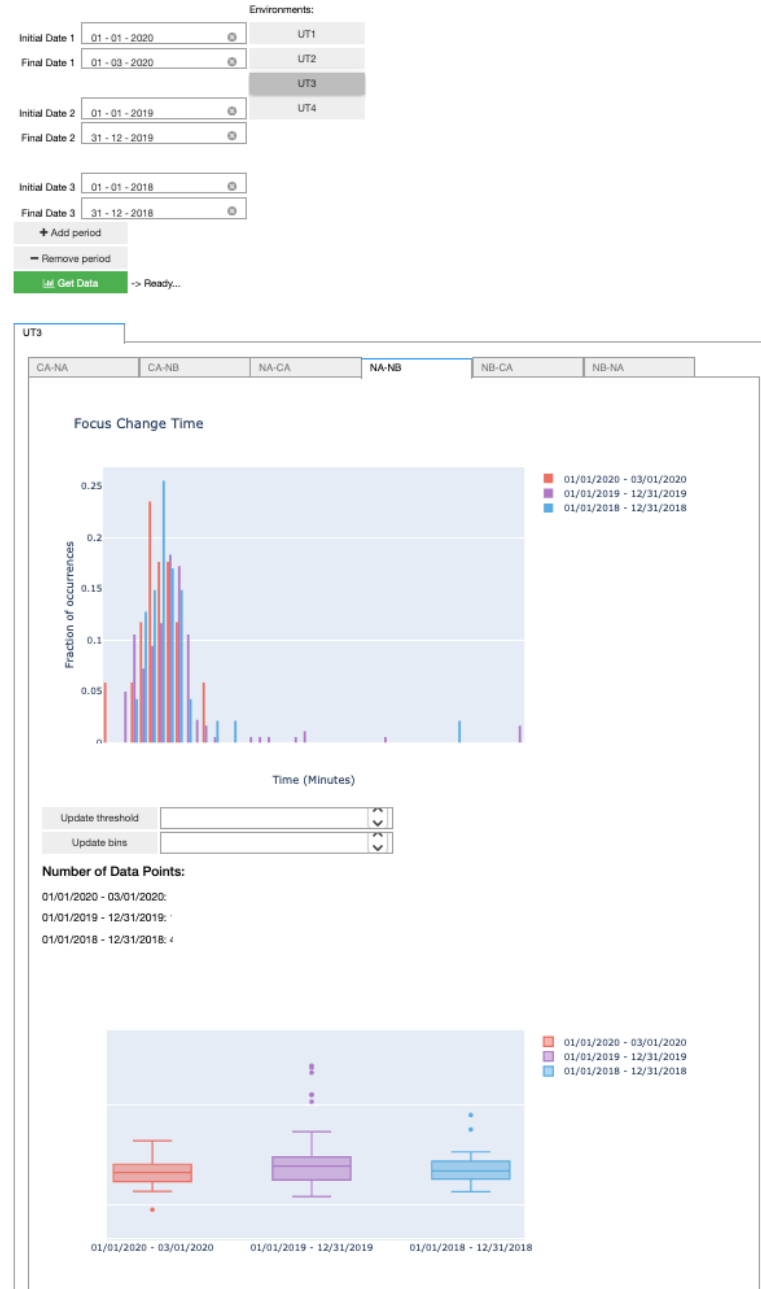 Environments:
Initial Date 1 01 - 01 - 2020 UT1
Final Date 1 01 - 03 - 2020 UT2
UT3
Initial Date 2 01 - 01 - 2019 UT4
Final Date 2 31 - 12 - 2019
Initial Date 3 01 - 01 - 2018
Final Date 3 31 - 12 - 2018
+ Add period
− Remove period
Get Data -> Ready...
UT3
CA-NA CA-NB NA-CA NA-NB NB-CA NB-NA
Focus Change Time
0.25
0.2
0.15
0.1
0.05
0
Fraction of occurrences
Time (Minutes)
01/01/2020 - 03/01/2020
01/01/2019 - 12/31/2019
01/01/2018 - 12/31/2018
Update threshold
Update bins
Number of Data Points:
01/01/2020 - 03/01/2020:
01/01/2019 - 12/31/2019:
01/01/2018 - 12/31/2018:
01/01/2020 - 03/01/2020
01/01/2019 - 12/31/2019
01/01/2018 - 12/31/2018
01/01/2020 - 03/01/2020 01/01/2019 - 12/31/2019 01/01/2018 - 12/31/2018